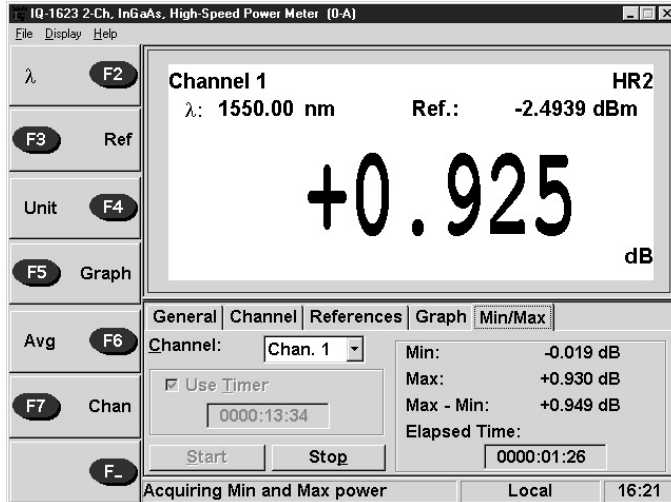 IQ-1623 2-Ch, InGaAs, High-Speed Power Meter (0-A)
File Display Help
λ F2
F3 Ref
Unit F4
F5 Graph
Avg F6
F7 Chan
F_
Channel 1 HR2
λ: 1550.00 nm Ref.: -2.4939 dBm
+0.925
dB
General Channel References Graph Min/Max
Channel: Chan. 1
Use Timer
0000:13:34
Start Stop
Min: -0.019 dB
Max: +0.930 dB
Max - Min: +0.949 dB
Elapsed Time:
0000:01:26
Acquiring Min and Max power Local 16:21